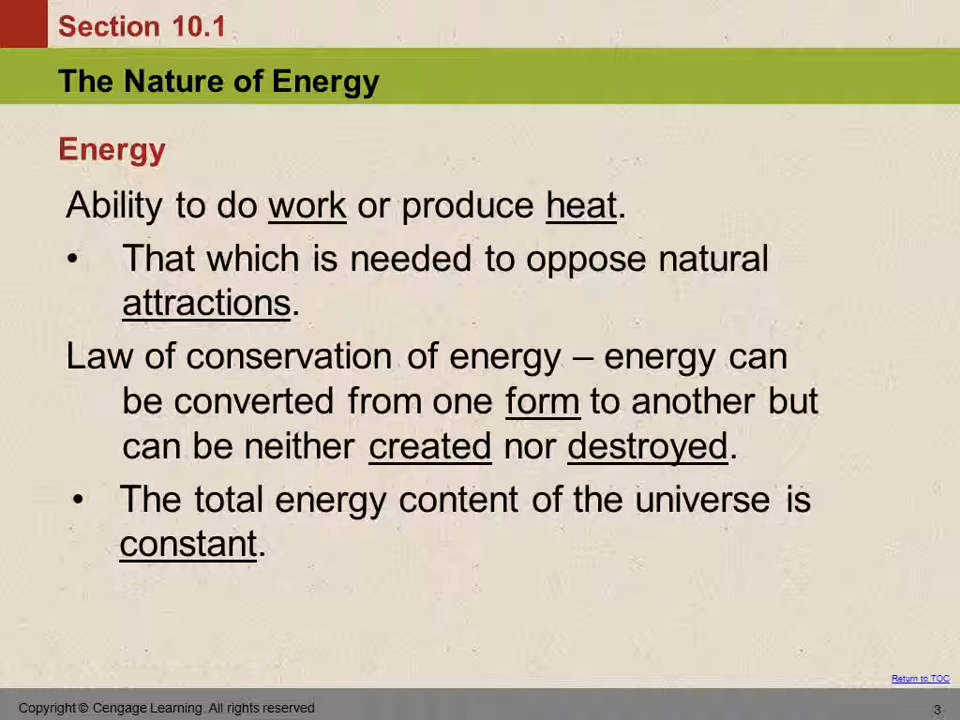 Section 10.1
The Nature of Energy
Energy
Ability to do work or produce heat.
• That which is needed to oppose natural
attractions.
Law of conservation of energy – energy can
be converted from one form to another but
can be neither created nor destroyed.
• The total energy content of the universe is
constant.
Return to TOC
Copyright © Cengage Learning. All rights reserved
3